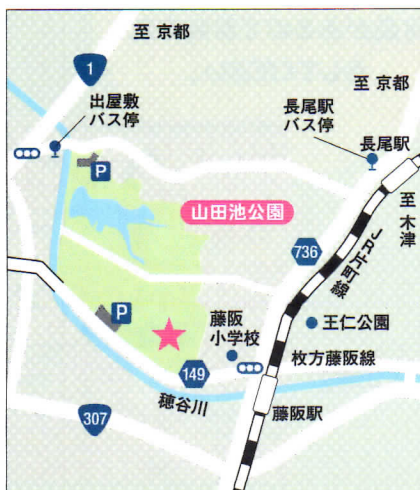 至 京都
1
出屋敷
バス停
P
山田池公園
至 京都
長尾駅
バス停
長尾駅
至 木津
JR片町線
736
王仁公園
藤阪
小学校
枚方藤阪線
P
149
穂谷川
藤阪駅
307